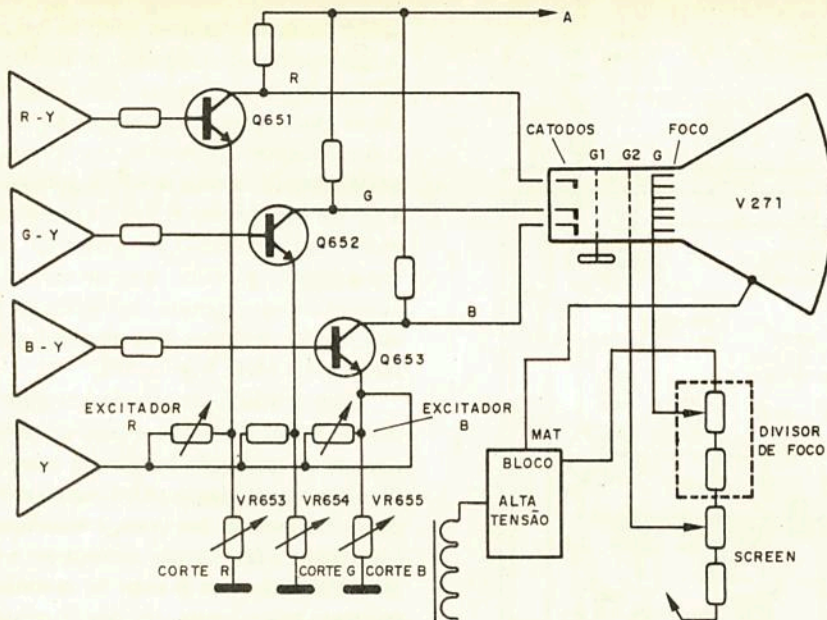 A
R
R - Y
Q651
CATODOS
G1
G2
G
FOCO
V 271
G - Y
G
Q652
B - Y
B
Q653
EXCITADOR
R
EXCITADOR
B
Y
MAT
BLOCO
ALTA
TENSÃO
DIVISOR
DE FOCO
VR653
VR654
VR655
SCREEN
CORTE R
CORTE G
CORTE B